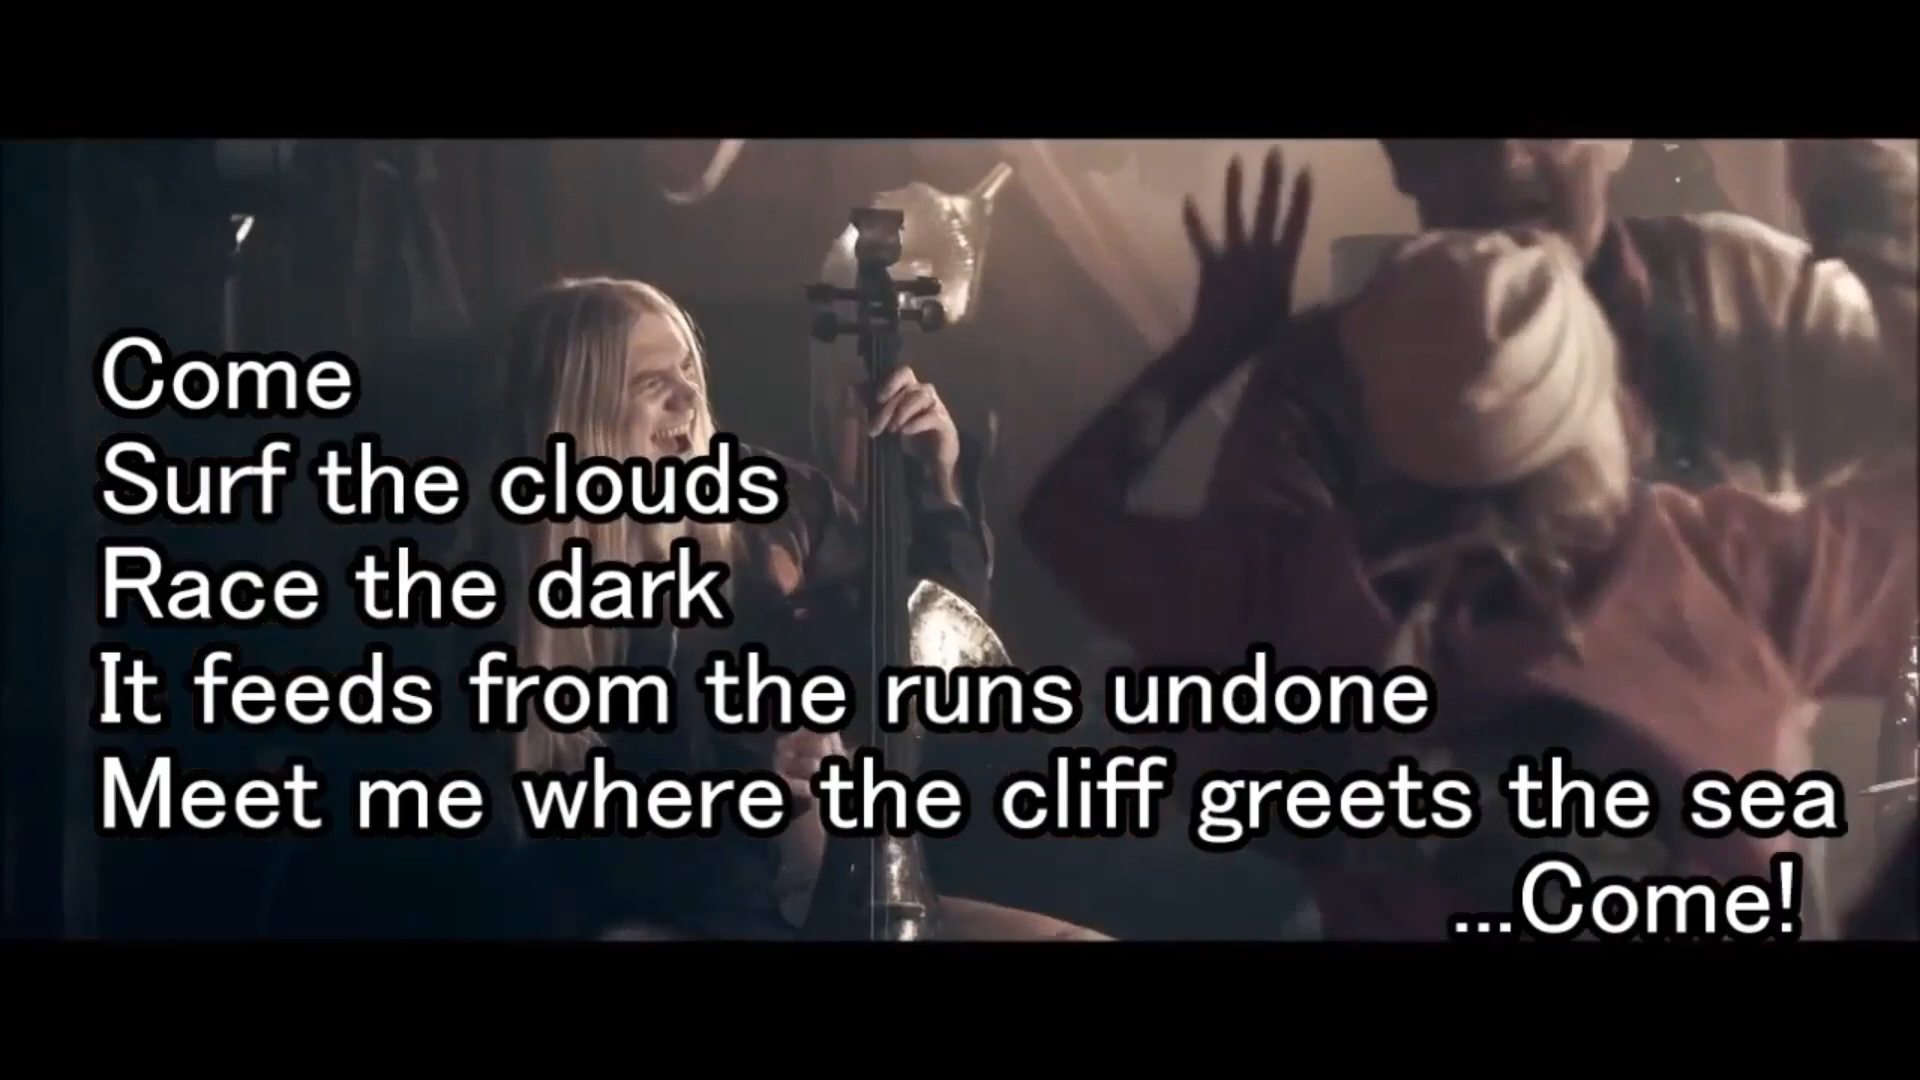 Come
Surf the clouds
Race the dark
It feeds from the runs undone
Meet me where the cliff greets the sea
...Come!